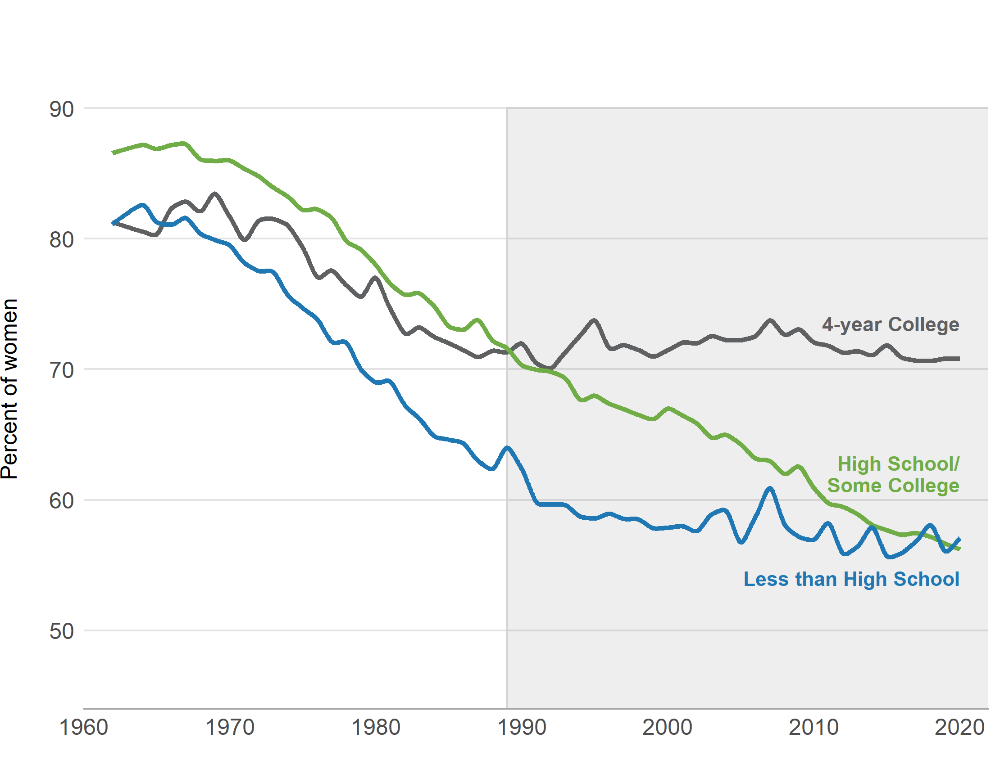 90
80
70
60
50
Percent of women
4-year College
High School/
Some College
Less than High School
1960 1970 1980 1990 2000 2010 2020